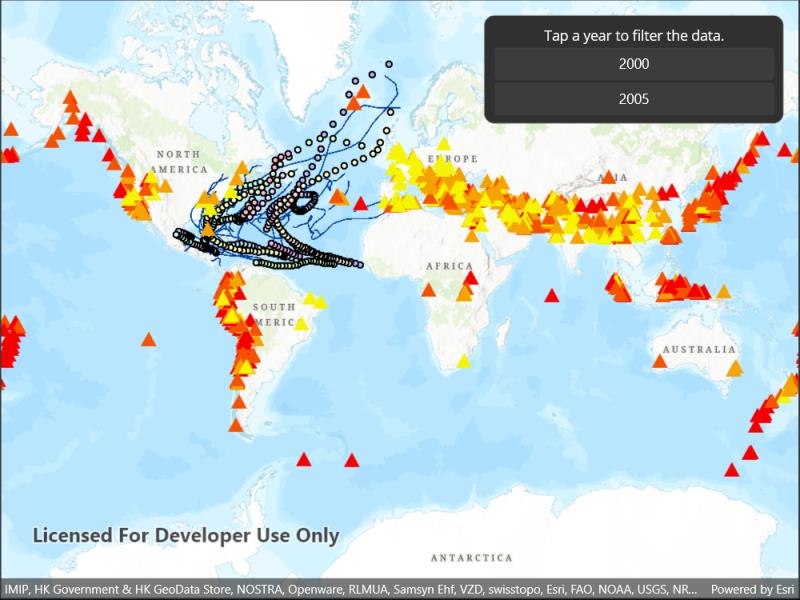 Tap a year to filter the data.
2000
2005
NORTH
AMERICA
EUROPE
ASIA
AFRICA
SOUTH
AMERICA
AUSTRALIA
Licensed For Developer Use Only
ANTARCTICA
IMIP, HK Government & HK GeoData Store, NOSTRA, Openware, RLMUA, Samsyn Ehf, VZD, swisstopo, Esri, FAO, NOAA, USGS, NR... Powered by Esri